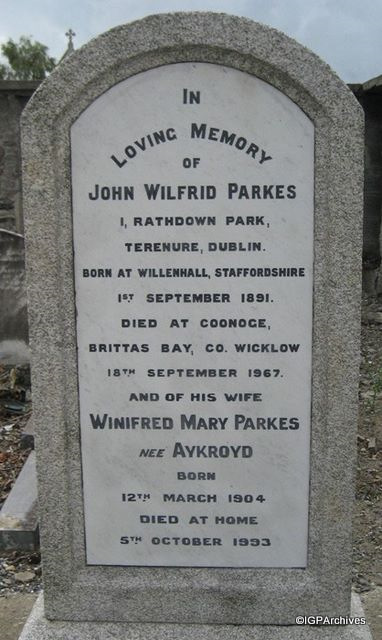 IN
LOVING MEMORY
OF
JOHN WILFRID PARKES
1, RATHDOWN PARK,
TERENURE, DUBLIN.
BORN AT WILLENHALL, STAFFORDSHIRE
1ST SEPTEMBER 1891.
DIED AT COONOGE,
BRITTAS BAY, CO. WICKLOW
18TH SEPTEMBER 1967.
AND OF HIS WIFE
WINIFRED MARY PARKES
NEE AYKROYD
BORN
12TH MARCH 1904
DIED AT HOME
5TH OCTOBER 1993
©IGPArchives